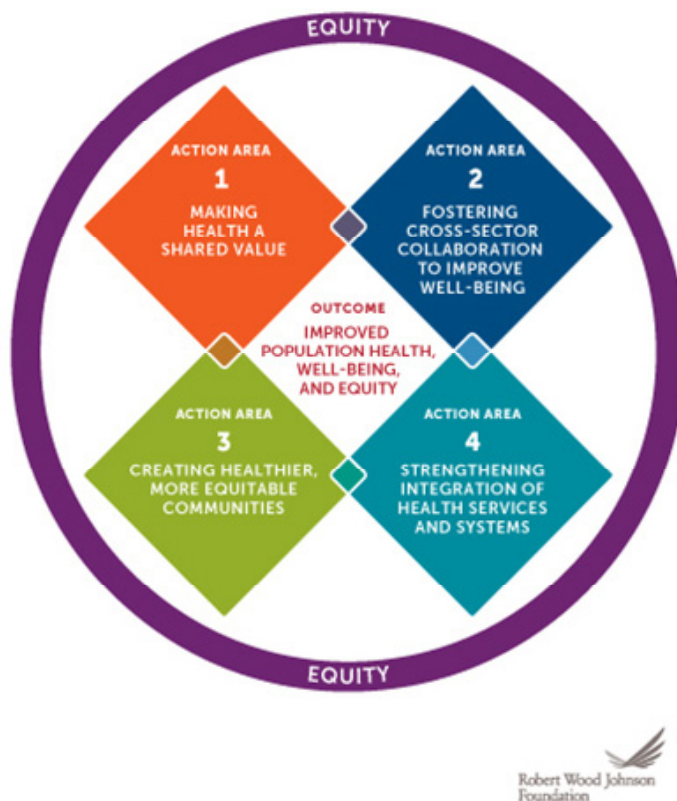 EQUITY
ACTION AREA
1
MAKING
HEALTH A
SHARED VALUE
ACTION AREA
2
FOSTERING
CROSS-SECTOR
COLLABORATION
TO IMPROVE
WELL-BEING
OUTCOME
IMPROVED
POPULATION HEALTH,
WELL-BEING,
AND EQUITY
ACTION AREA
3
CREATING HEALTHIER,
MORE EQUITABLE
COMMUNITIES
ACTION AREA
4
STRENGTHENING
INTEGRATION OF
HEALTH SERVICES
AND SYSTEMS
EQUITY
Robert Wood Johnson
Foundation